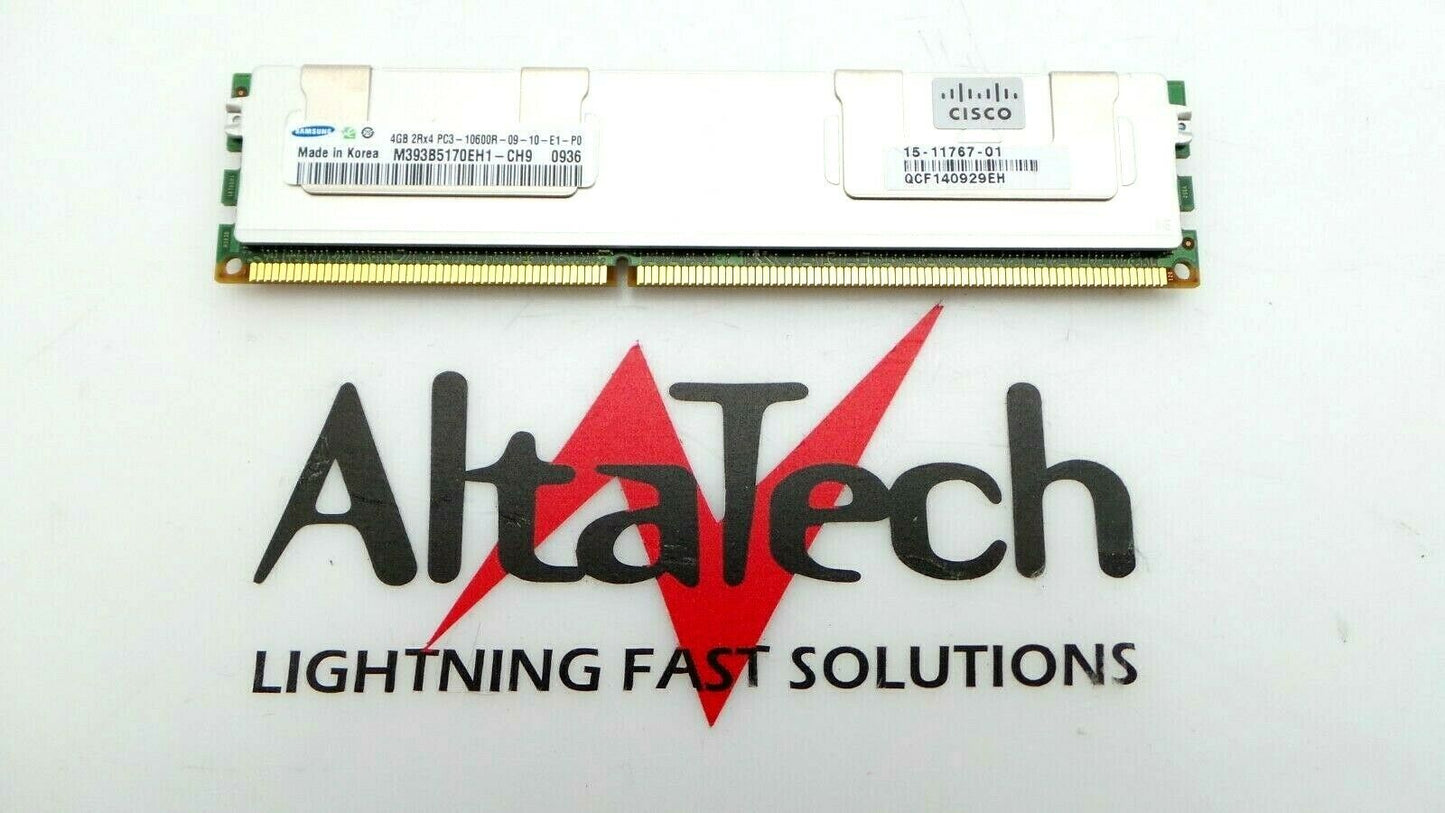 SAMSUNG
4GB 2Rx4 PC3-10600R-09-10-E1-P0
Made in Korea M393B5170EH1-CH9 0936
CISCO
15-11767-01
QCF140929EH
AltaTech
LIGHTNING FAST SOLUTIONS